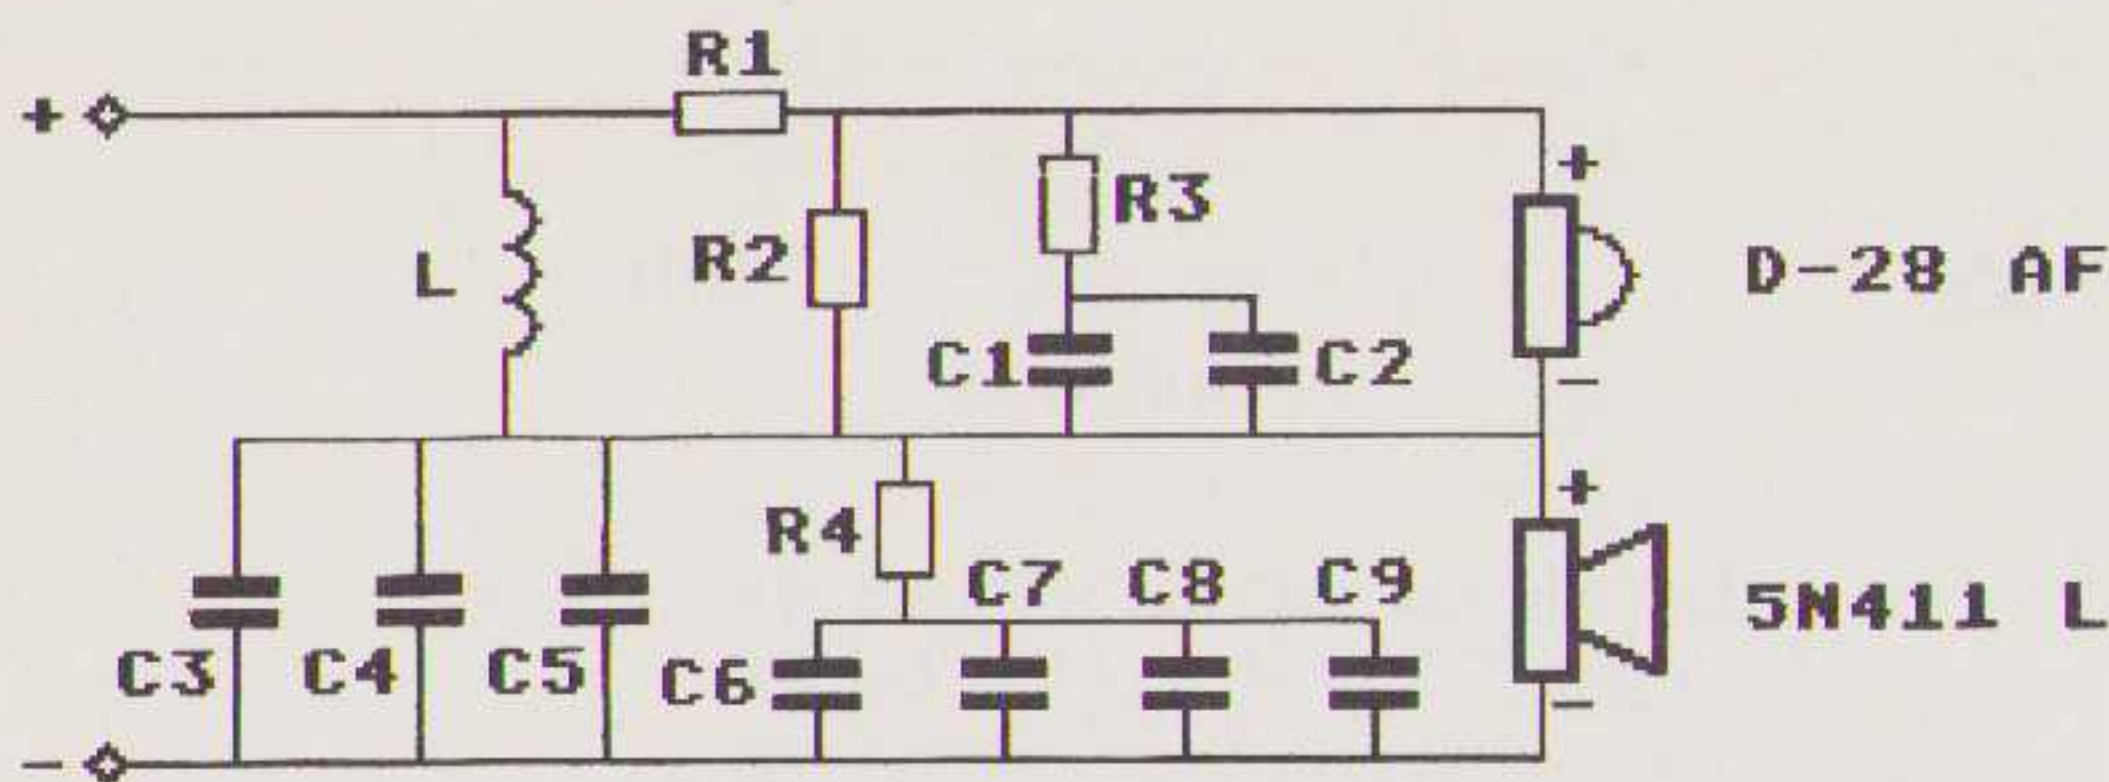 R1
+
+
R3
L
R2
D-28 AF
C1
C2
−
+
R4
C7
C8
C9
5N411 L
C3
C4
C5
C6
−
−